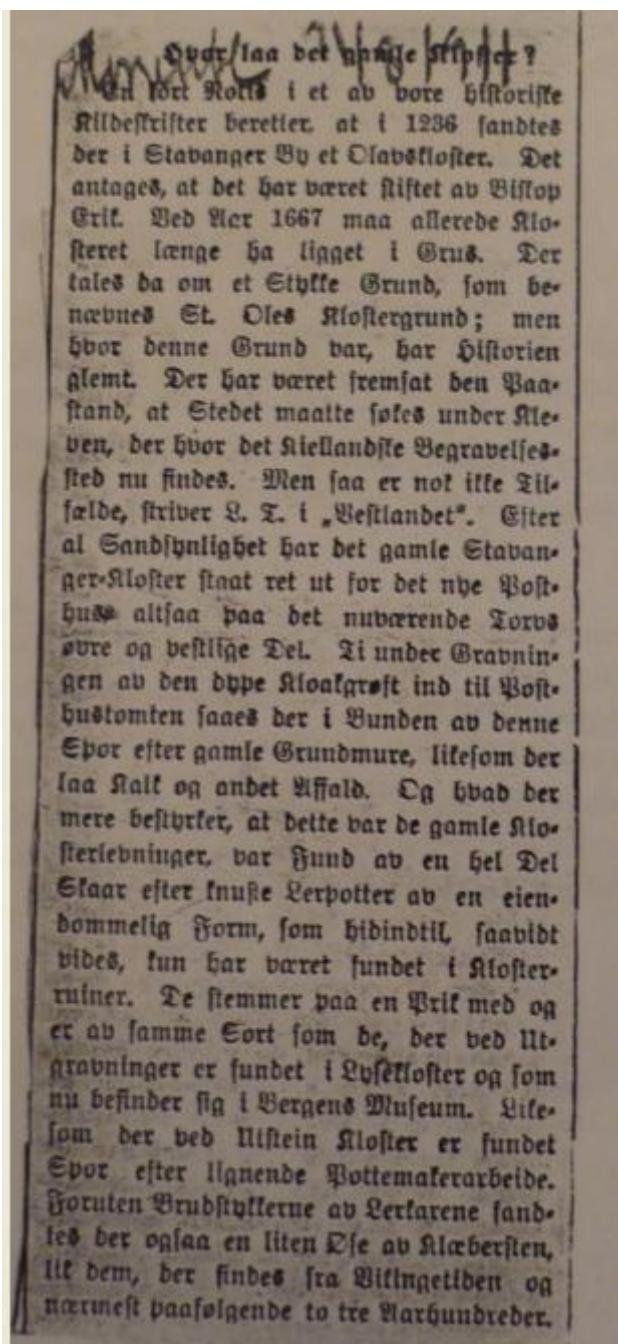 Hvor laa det gamle Kloster?
En kort Notis i et av vore historiske
Kildeskrifter beretter, at i 1236 fandtes
der i Stavanger By et Olavskloster. Det
antages, at det har været stiftet av Biskop
Erik. Ved Aar 1667 maa allerede Klo-
steret længe ha ligget i Grus. Der
tales da om et Stykke Grund, som be-
nævnes St. Oles Klostergrund; men
hvor denne Grund var, har Historien
glemt. Der har været fremsat den Paa-
stand, at Stedet maatte søkes under Kle-
ven, der hvor det Kiellandske Begravelses-
sted nu findes. Men saa er nok ikke Til-
fælde, skriver L. T. i „Vestlandet". Efter
al Sandsynlighet har det gamle Stavan-
ger-Kloster staat ret ut for det nye Post-
hus altsaa paa det nuværende Torvs
øvre og vestlige Del. Ti under Gravnin-
gen av den dype Kloakgrøft ind til Post-
hustomten saaes der i Bunden av denne
Spor efter gamle Grundmure, likesom der
laa Kalk og andet Affald. Og hvad der
mere bestyrker, at dette var de gamle Klo-
sterlevninger, var Fund av en hel Del
Skaar efter knuste Lerpotter av en eien-
dommelig Form, som hidindtil, saavidt
vides, kun har været fundet i Kloster-
ruiner. De stemmer paa en Prik med og
er av samme Sort som de, der ved Ut-
gravninger er fundet i Lysekloster og som
nu befinder sig i Bergens Museum. Like-
som der ved Utstein Kloster er fundet
Spor efter lignende Pottemakerarbeide.
Foruten Brudstykkerne av Lerkarene fand-
tes der ogsaa en liten Øse av Klæbersten,
lik dem, der findes fra Vikingetiden og
nærmest paafølgende to tre Aarhundreder.